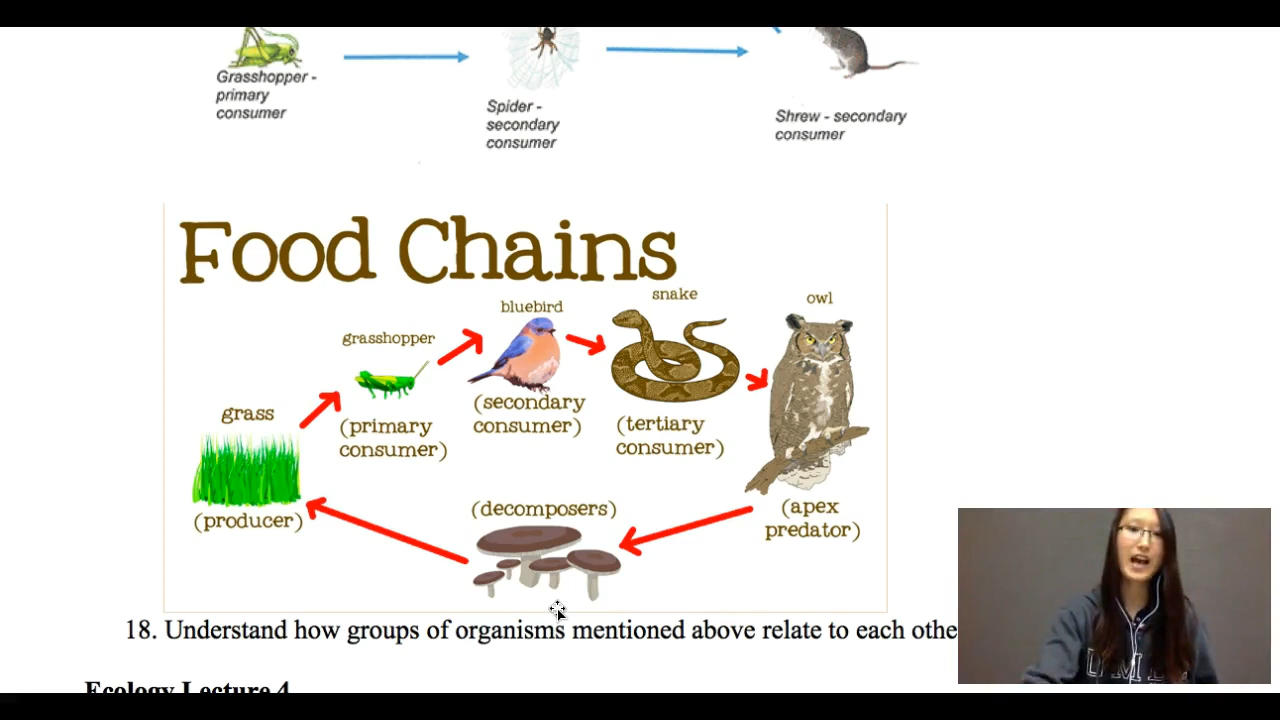 Grasshopper -
primary
consumer
Spider -
secondary
consumer
Shrew - secondary
consumer
Food Chains
grass
(producer)
grasshopper
(primary
consumer)
bluebird
(secondary
consumer)
snake
(tertiary
consumer)
owl
(apex
predator)
(decomposers)
18. Understand how groups of organisms mentioned above relate to each othe
Ecology Lecture 4